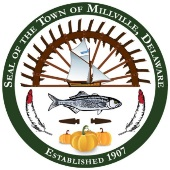 SEAL OF THE TOWN OF MILLVILLE, DELAWARE
ESTABLISHED 1907